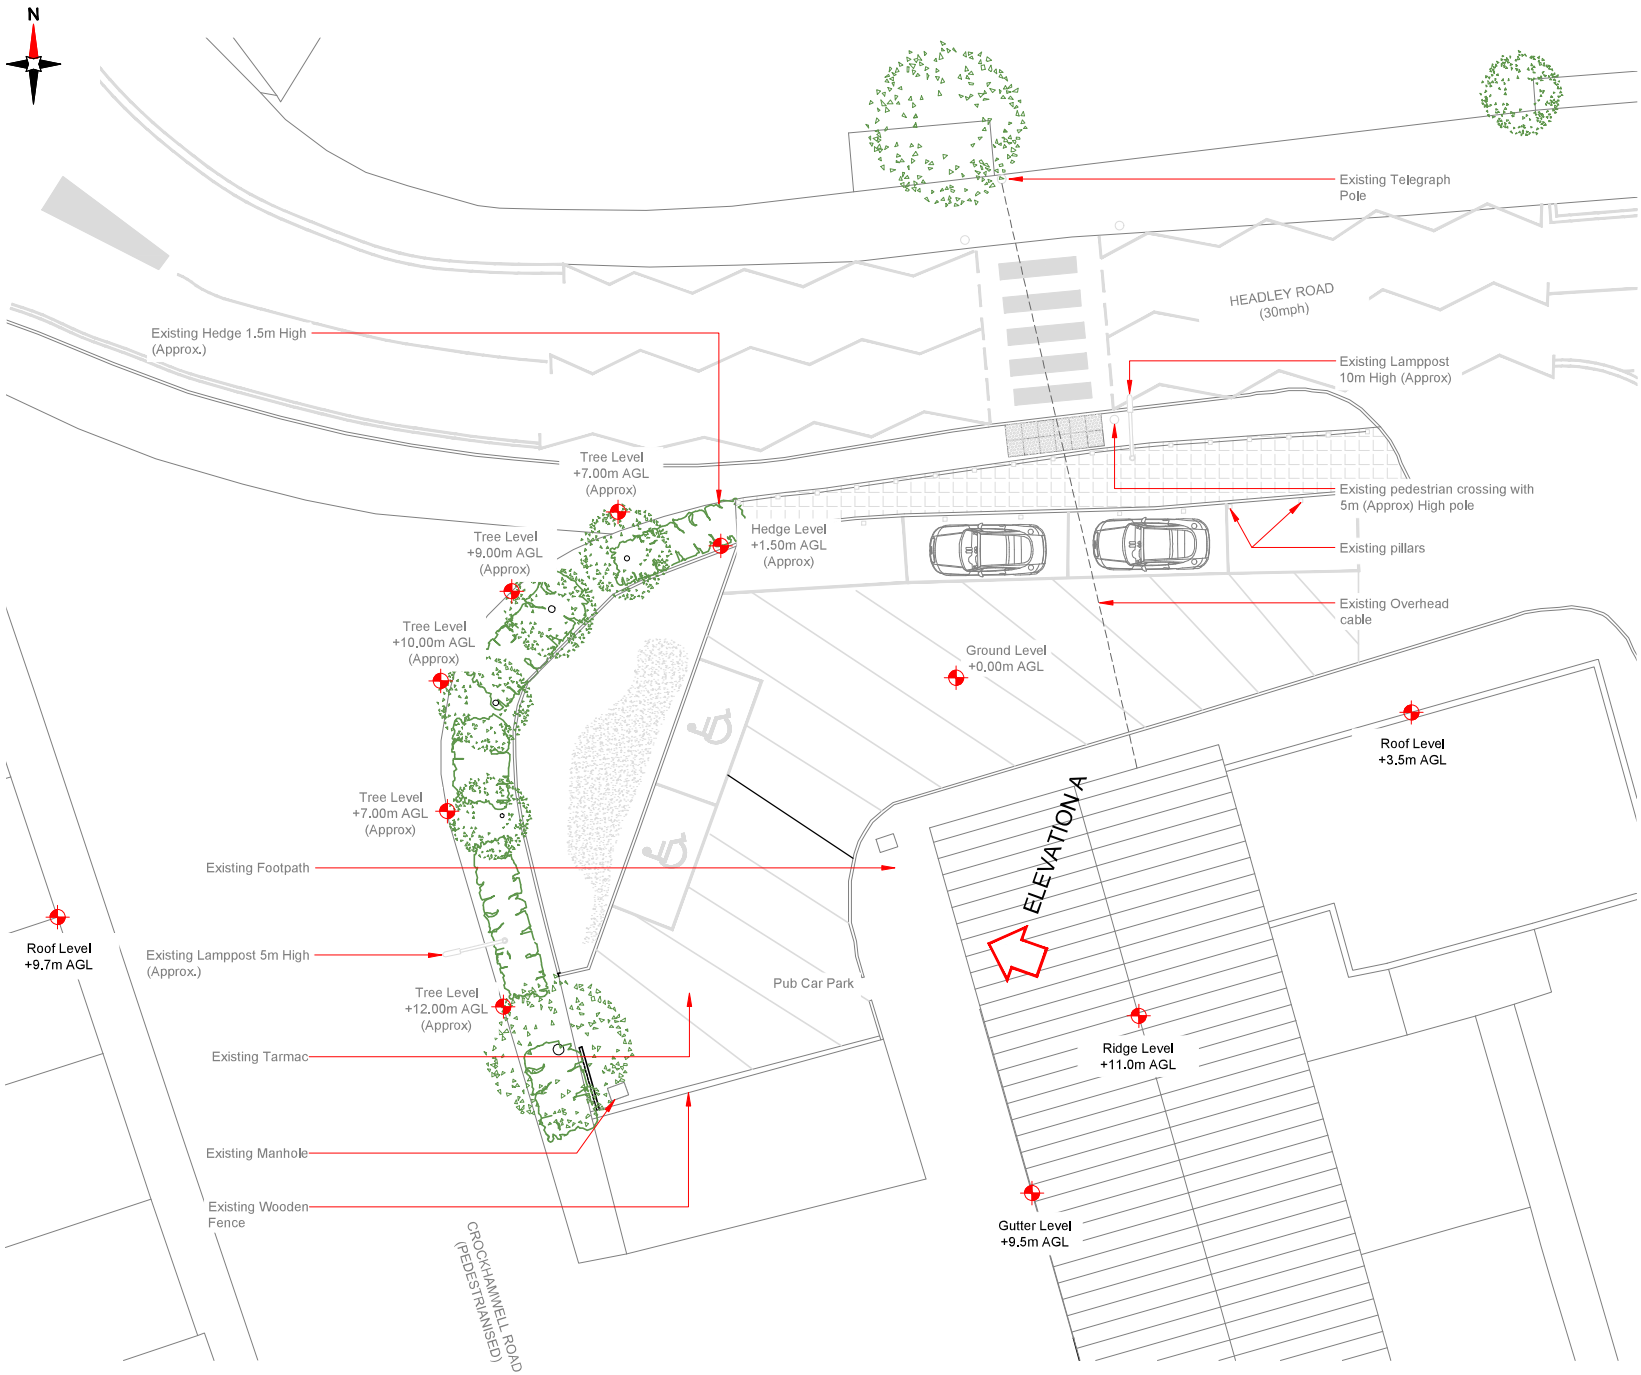 N
Existing Telegraph
Pole
HEADLEY ROAD
(30mph)
Existing Hedge 1.5m High
(Approx.)
Existing Lamppost
10m High (Approx)
Tree Level
+7.00m AGL
(Approx)
Existing pedestrian crossing with
5m (Approx) High pole
Tree Level
+9.00m AGL
(Approx)
Hedge Level
+1.50m AGL
(Approx)
Existing pillars
Existing Overhead
cable
Tree Level
+10.00m AGL
(Approx)
Ground Level
+0.00m AGL
Roof Level
+3.5m AGL
Tree Level
+7.00m AGL
(Approx)
ELEVATION A
Existing Footpath
Roof Level
+9.7m AGL
Existing Lamppost 5m High
(Approx.)
Pub Car Park
Tree Level
+12.00m AGL
(Approx)
Existing Tarmac
Ridge Level
+11.0m AGL
Existing Manhole
Existing Wooden
Fence
Gutter Level
+9.5m AGL
CROCKHAMWELL ROAD
(PEDESTRIANISED)